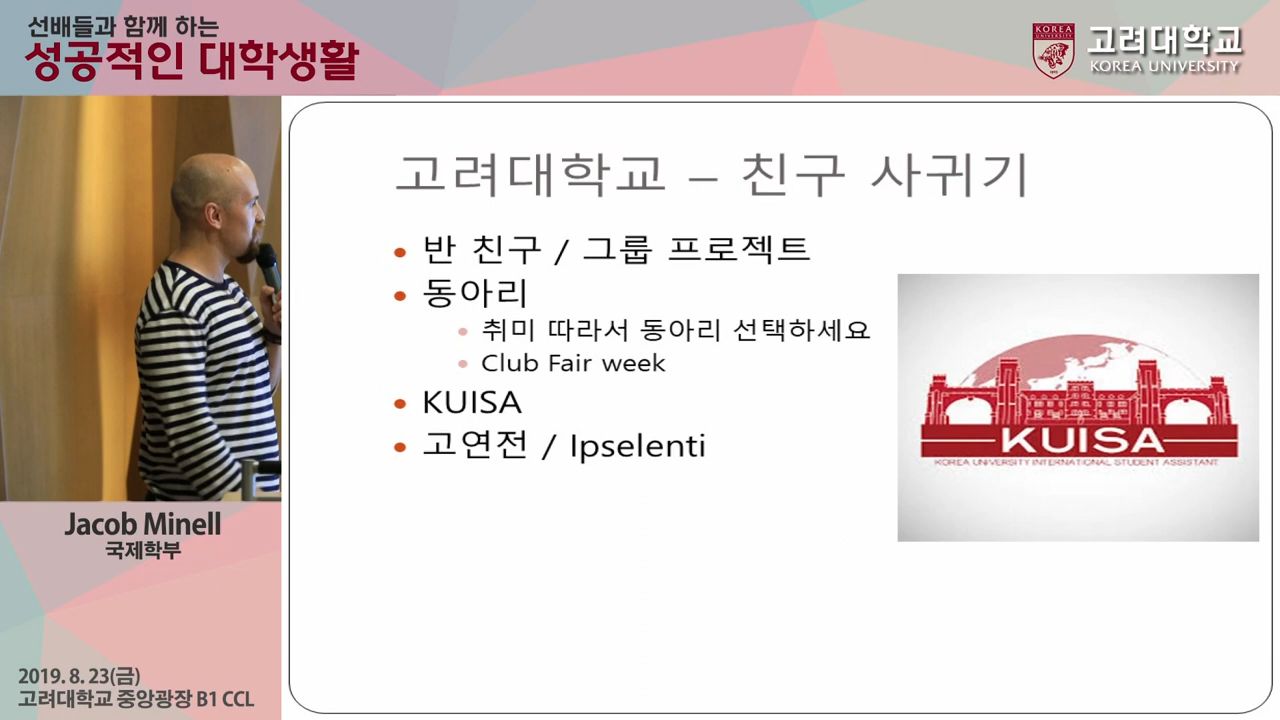 선배들과 함께 하는
성공적인 대학생활
KOREA
UNIVERSITY
1905
고려대학교
KOREA UNIVERSITY
고려대학교 – 친구 사귀기
• 반 친구 / 그룹 프로젝트
• 동아리
• 취미 따라서 동아리 선택하세요
• Club Fair week
• KUISA
• 고연전 / Ipselenti
KUISA
KOREA UNIVERSITY INTERNATIONAL STUDENT ASSISTANT
Jacob Minell
국제학부
2019. 8. 23(금)
고려대학교 중앙광장 B1 CCL